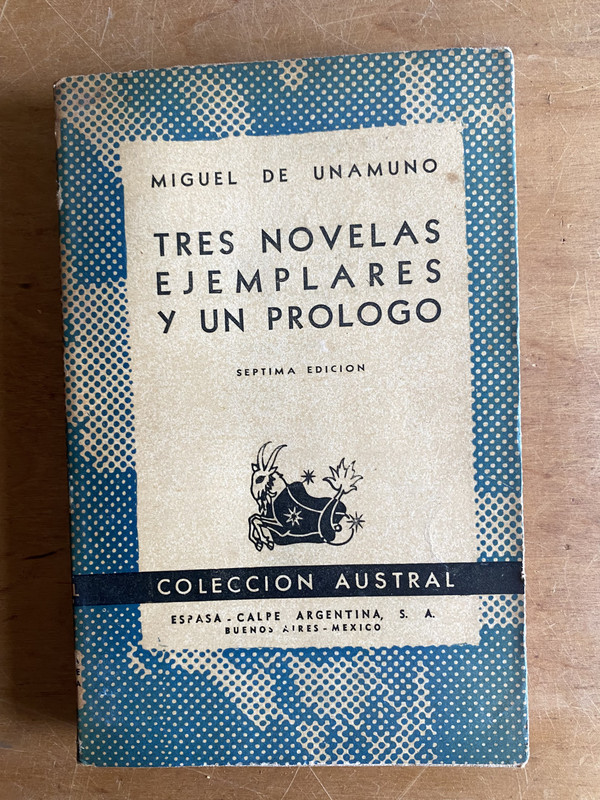 MIGUEL DE UNAMUNO
TRES NOVELAS
EJEMPLARES
Y UN PROLOGO
SEPTIMA EDICION
COLECCION AUSTRAL
ESPASA-CALPE ARGENTINA, S. A.
BUENOS AIRES-MEXICO